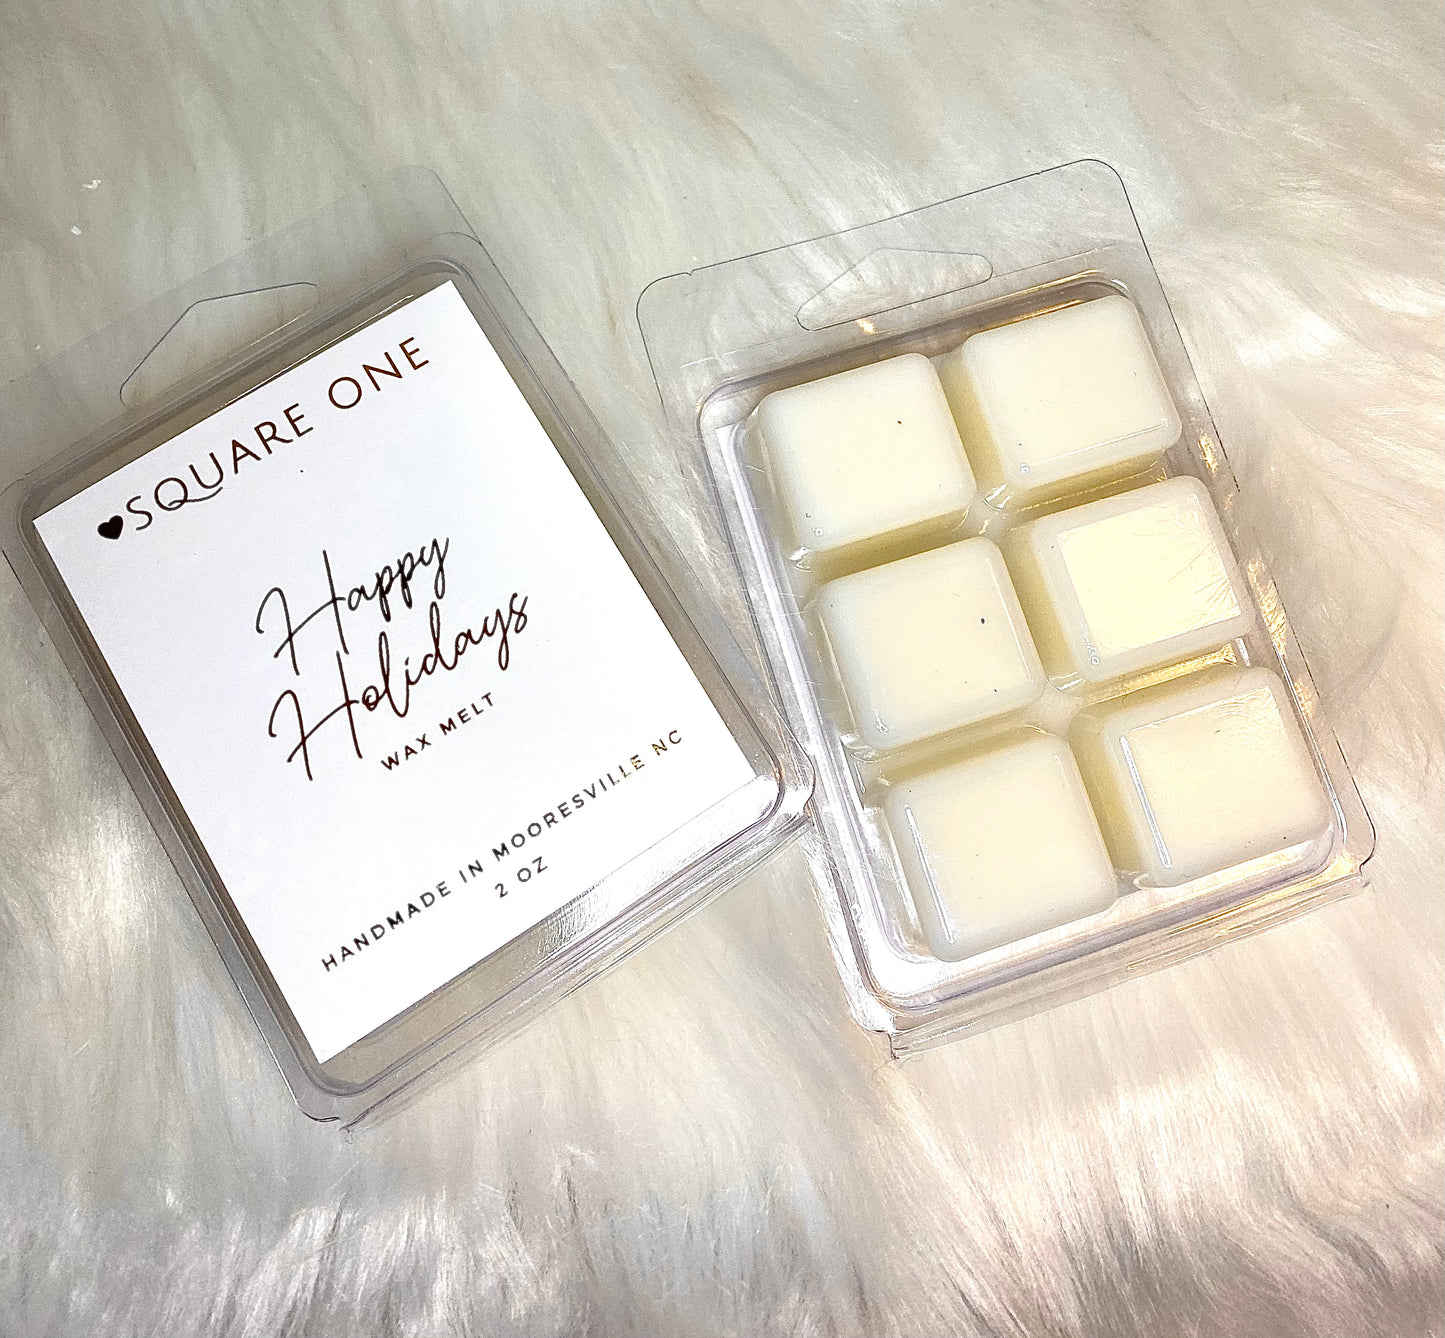 ♥SQUARE ONE
Happy
Holidays
WAX MELT
HANDMADE IN MOORESVILLE NC
2 OZ